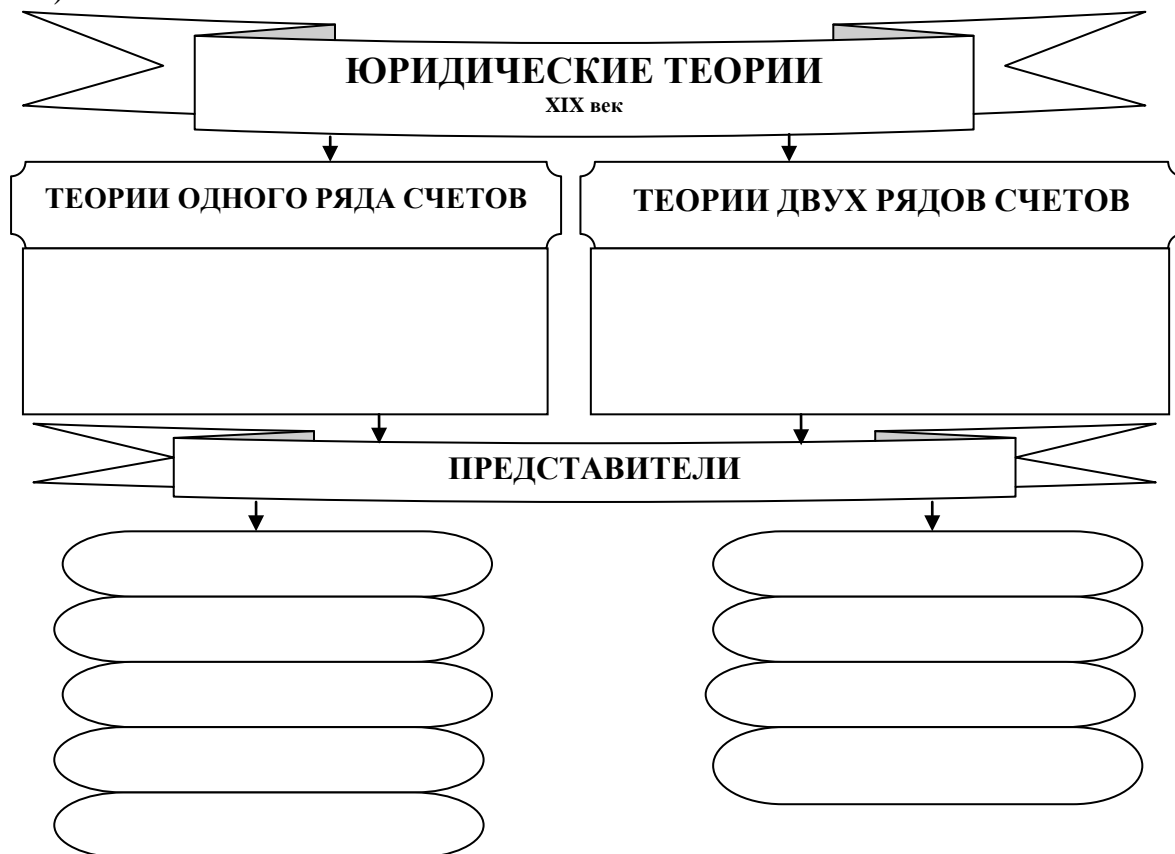 ЮРИДИЧЕСКИЕ ТЕОРИИ
XIX век
ТЕОРИИ ОДНОГО РЯДА СЧЕТОВ
ТЕОРИИ ДВУХ РЯДОВ СЧЕТОВ
ПРЕДСТАВИТЕЛИ